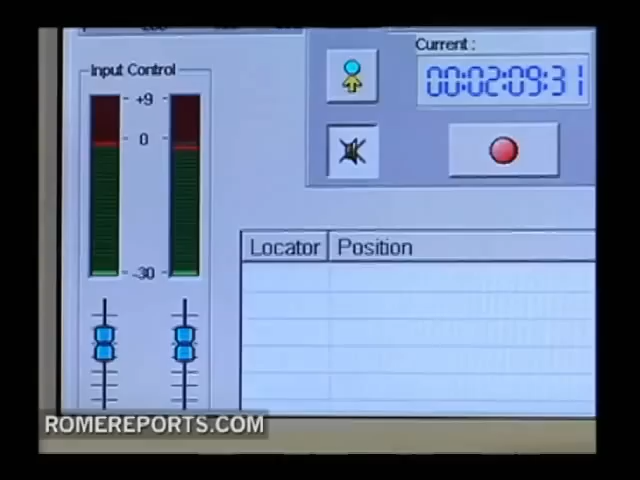 Current :
00:02:09:31
Input Control
+9
0
-30
Locator Position
ROMEREPORTS.COM